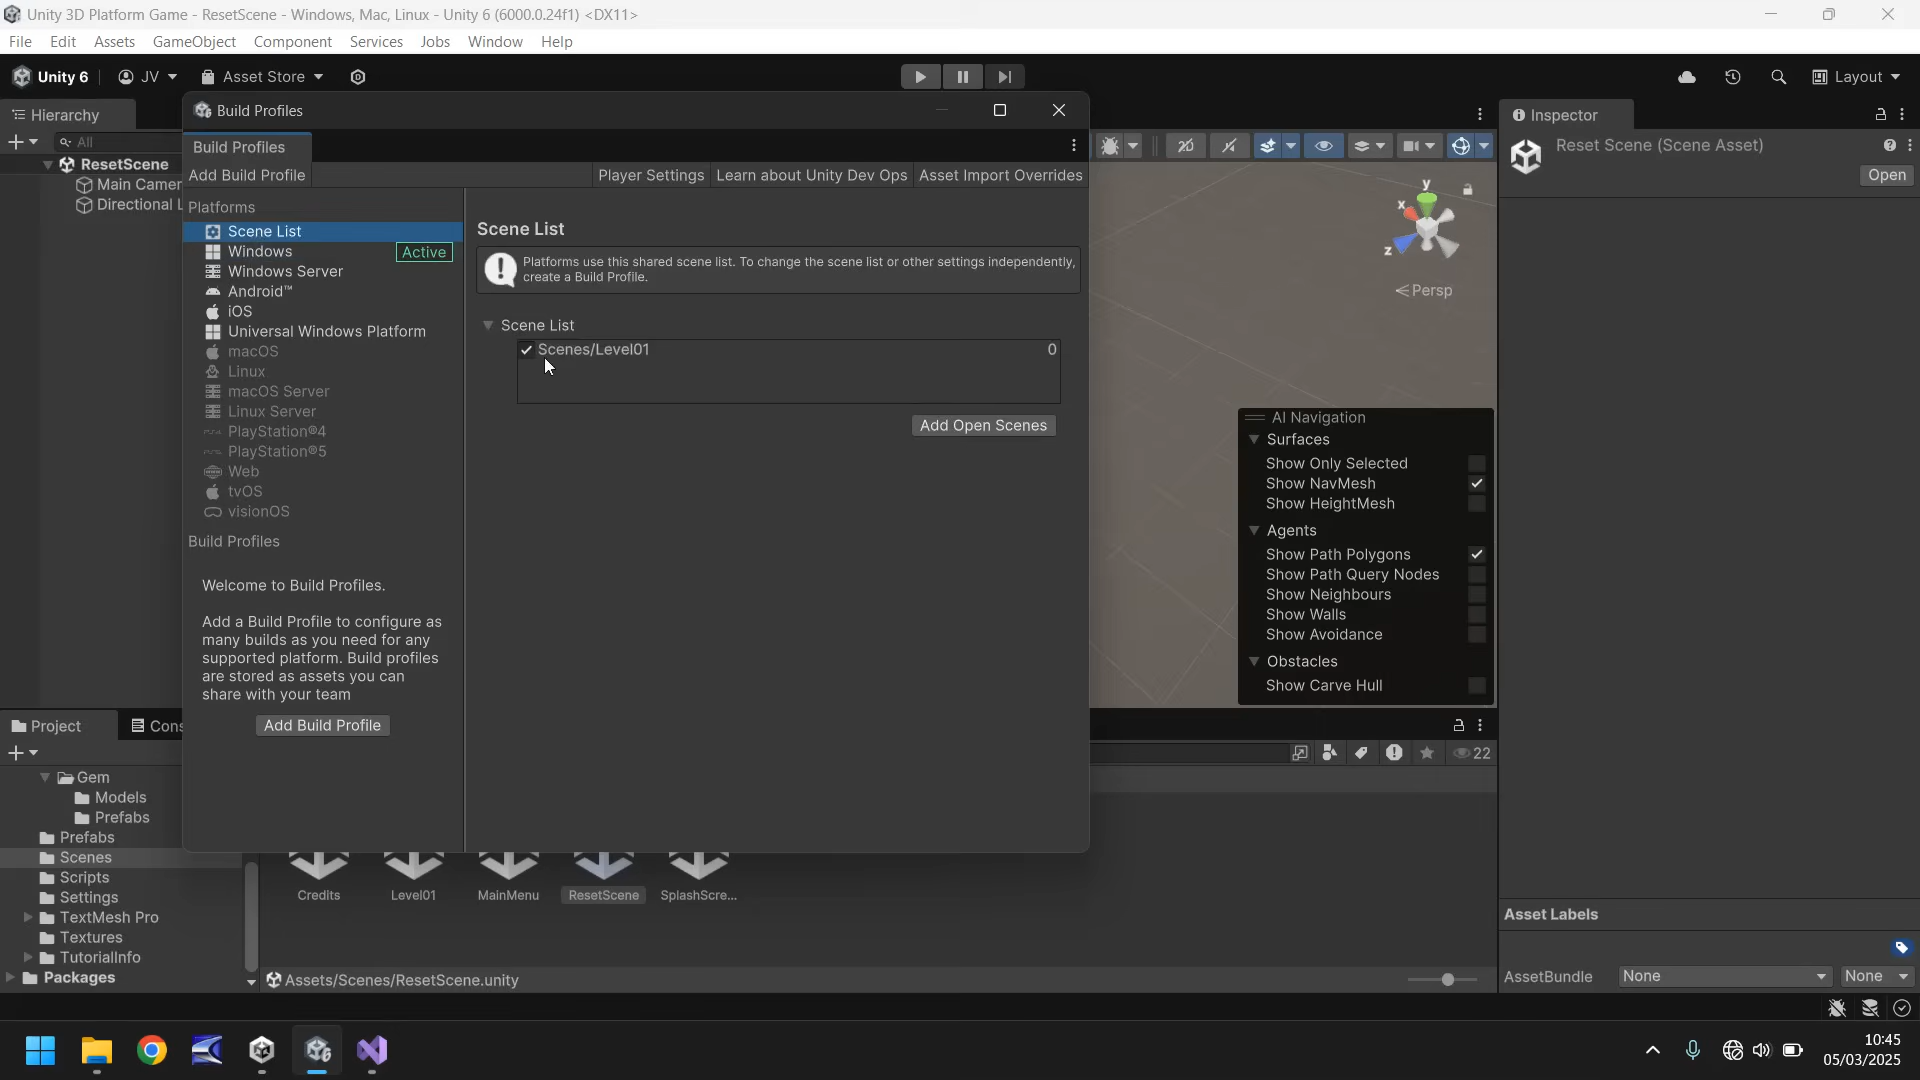 Unity 3D Platform Game - ResetScene - Windows, Mac, Linux - Unity 6 (6000.0.24f1) <DX11>
File Edit Assets GameObject Component Services Jobs Window Help
Unity 6 JV Asset Store Layout
Hierarchy
All
ResetScene
Main Camer
Directional L
Build Profiles
Build Profiles
Add Build Profile
Player Settings Learn about Unity Dev Ops Asset Import Overrides
Platforms
Scene List
Windows Active
Windows Server
Android™
iOS
Universal Windows Platform
macOS
Linux
macOS Server
Linux Server
PlayStation®4
PlayStation®5
Web
tvOS
visionOS
Build Profiles
Welcome to Build Profiles.
Add a Build Profile to configure as
many builds as you need for any
supported platform. Build profiles
are stored as assets you can
share with your team
Add Build Profile
Scene List
Platforms use this shared scene list. To change the scene list or other settings independently,
create a Build Profile.
Scene List
Scenes/Level01 0
Add Open Scenes
y
x
z
Persp
AI Navigation
Surfaces
Show Only Selected
Show NavMesh
Show HeightMesh
Agents
Show Path Polygons
Show Path Query Nodes
Show Neighbours
Show Walls
Show Avoidance
Obstacles
Show Carve Hull
Inspector
Reset Scene (Scene Asset)
Open
Asset Labels
AssetBundle None None
Project Cons
22
Gem
Models
Prefabs
Prefabs
Scenes
Scripts
Settings
TextMesh Pro
Textures
TutorialInfo
Packages
Credits Level01 MainMenu ResetScene SplashScre...
Assets/Scenes/ResetScene.unity
10:45
05/03/2025